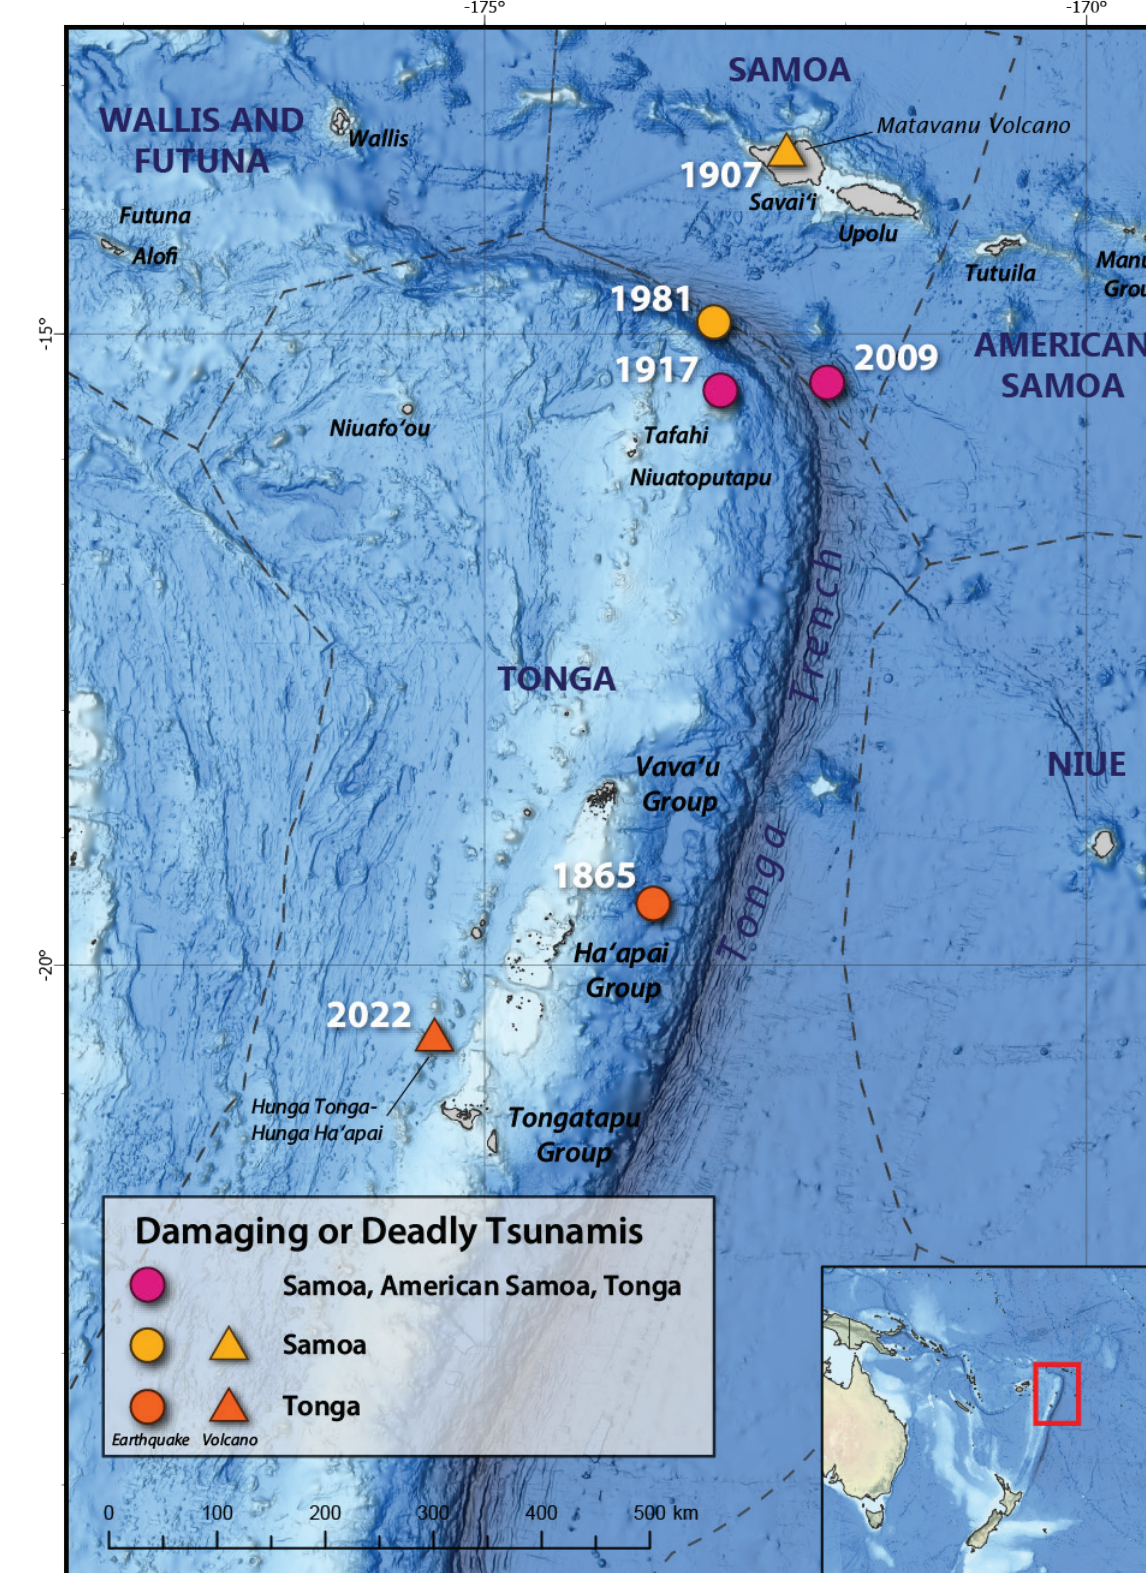 -175°
-170°
SAMOA
WALLIS AND
FUTUNA
Wallis
Matavanu Volcano
1907
Savai‘i
Upolu
Futuna
Alofi
Tutuila
1981
-15°
AMERICAN
SAMOA
1917
2009
Niuafo‘ou
Tafahi
Niuatoputapu
Tonga Trench
TONGA
Vava‘u
Group
NIUE
1865
Ha‘apai
Group
-20°
2022
Hunga Tonga-
Hunga Ha‘apai
Tongatapu
Group
Damaging or Deadly Tsunamis
Samoa, American Samoa, Tonga
Samoa
Tonga
Earthquake Volcano
0 100 200 300 400 500 km